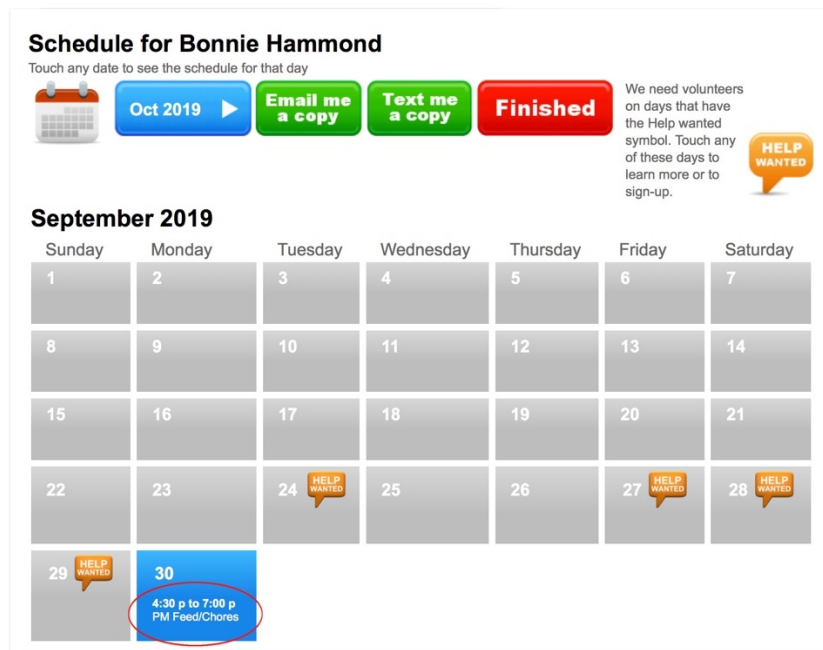 Schedule for Bonnie Hammond
Touch any date to see the schedule for that day
Oct 2019
Email me
a copy
Text me
a copy
Finished
We need volunteers
on days that have
the Help wanted
symbol. Touch any
of these days to
learn more or to
sign-up.
HELP
WANTED
September 2019
Sunday Monday Tuesday Wednesday Thursday Friday Saturday
1 2 3 4 5 6 7
8 9 10 11 12 13 14
15 16 17 18 19 20 21
22 23 24 HELP WANTED 25 26 27 HELP WANTED 28 HELP WANTED
29 HELP WANTED 30
4:30 p to 7:00 p
PM Feed/Chores